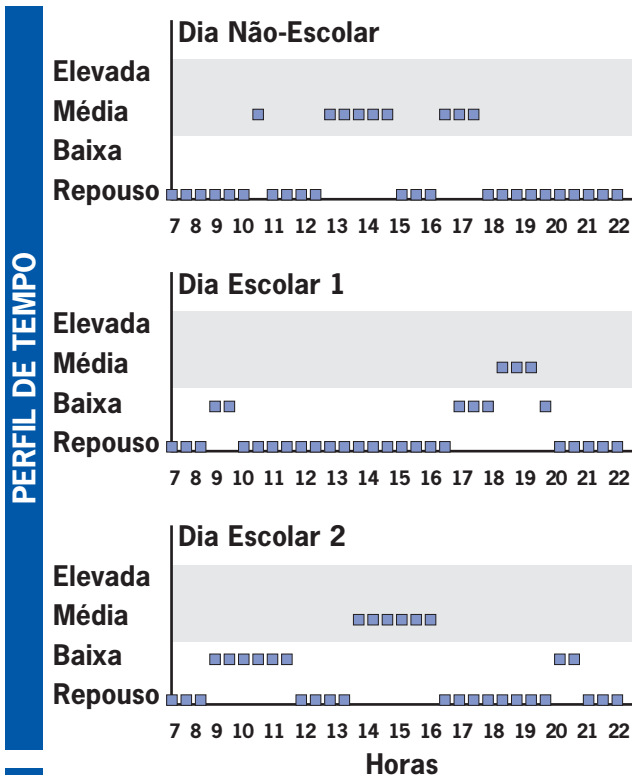 PERFIL DE TEMPO
Dia Não-Escolar
Elevada
Média
Baixa
Repouso
7 8 9 10 11 12 13 14 15 16 17 18 19 20 21 22
Dia Escolar 1
Elevada
Média
Baixa
Repouso
7 8 9 10 11 12 13 14 15 16 17 18 19 20 21 22
Dia Escolar 2
Elevada
Média
Baixa
Repouso
7 8 9 10 11 12 13 14 15 16 17 18 19 20 21 22
Horas